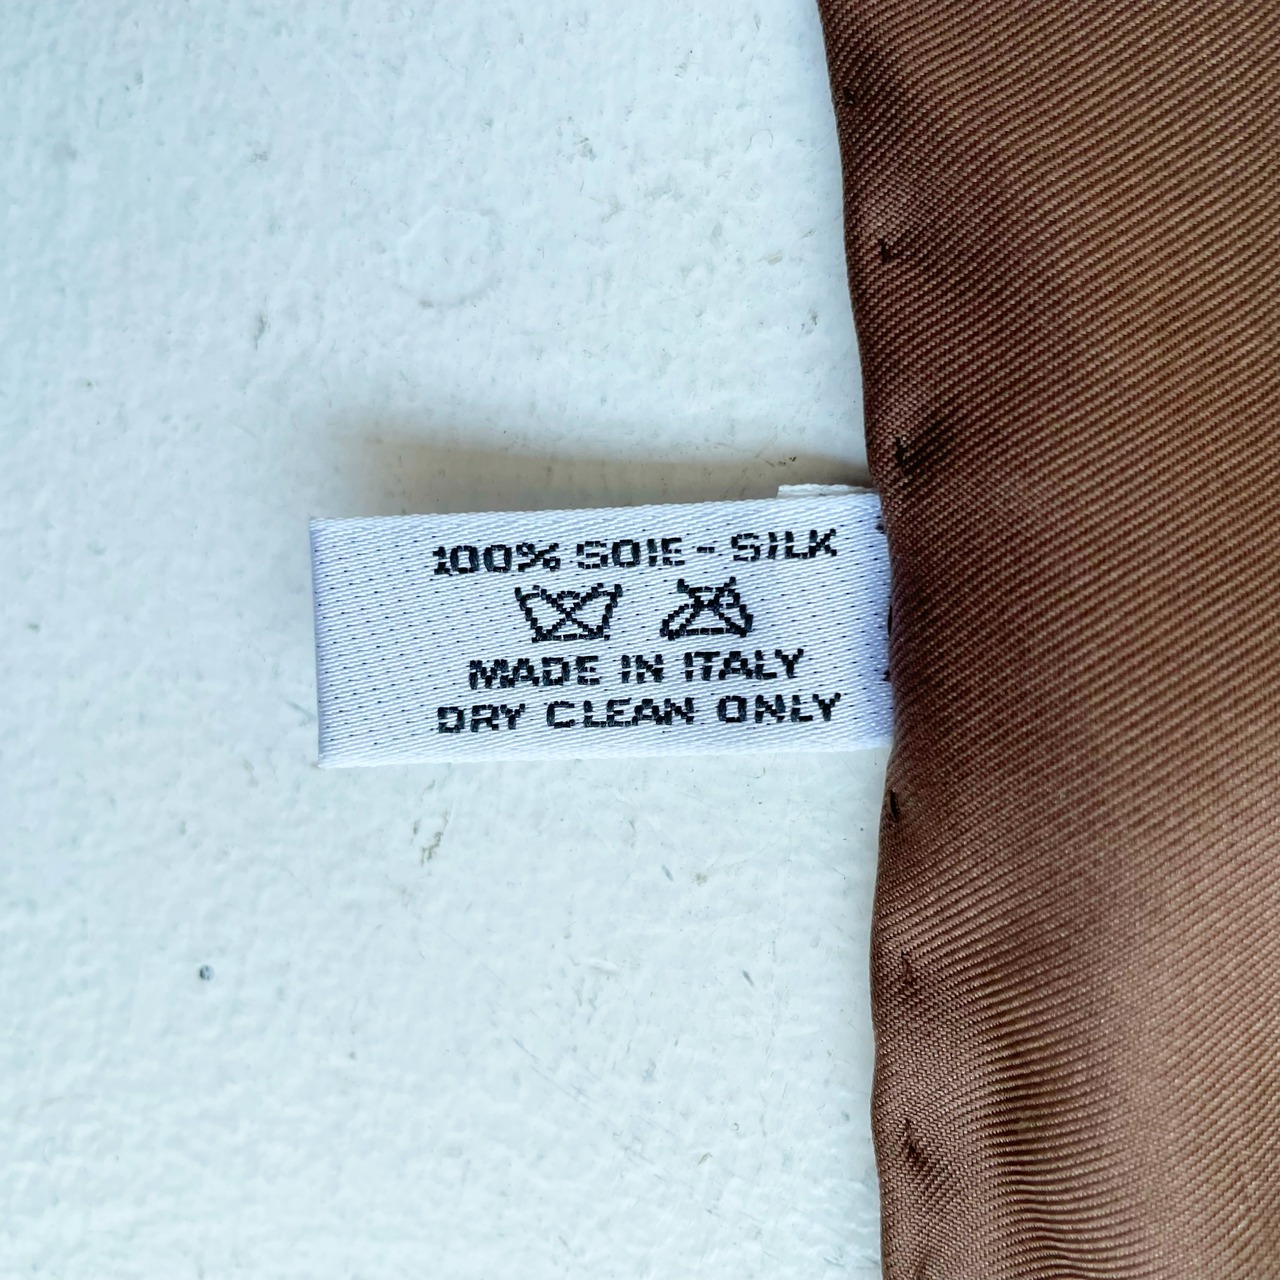 100% SOIE - SILK
MADE IN ITALY
DRY CLEAN ONLY